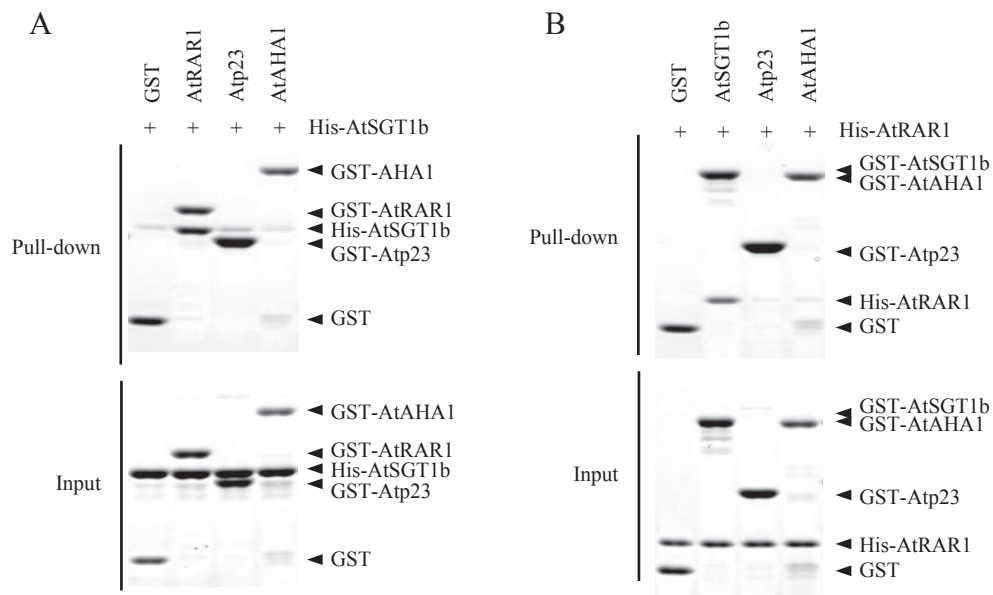 A
GST
AtRAR1
Atp23
AtAHA1
+ + + + His-AtSGT1b
GST-AHA1
GST-AtRAR1
His-AtSGT1b
GST-Atp23
GST
Pull-down
GST-AtAHA1
GST-AtRAR1
His-AtSGT1b
GST-Atp23
GST
Input
B
GST
AtSGT1b
Atp23
AtAHA1
+ + + + His-AtRAR1
GST-AtSGT1b
GST-AtAHA1
GST-Atp23
His-AtRAR1
GST
Pull-down
GST-AtSGT1b
GST-AtAHA1
GST-Atp23
His-AtRAR1
GST
Input